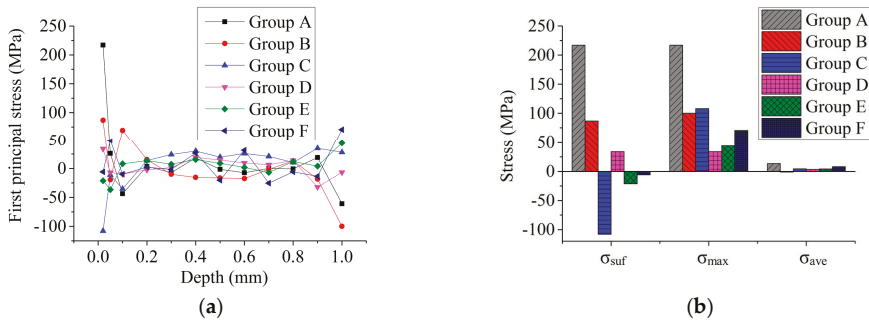 250
200
150
100
50
0
-50
-100
First principal stress (MPa)
Group A
Group B
Group C
Group D
Group E
Group F
0.0 0.2 0.4 0.6 0.8 1.0
Depth (mm)
(a)
250
200
150
100
50
0
-50
-100
Stress (MPa)
Group A
Group B
Group C
Group D
Group E
Group F
σsuf σmax σave
(b)